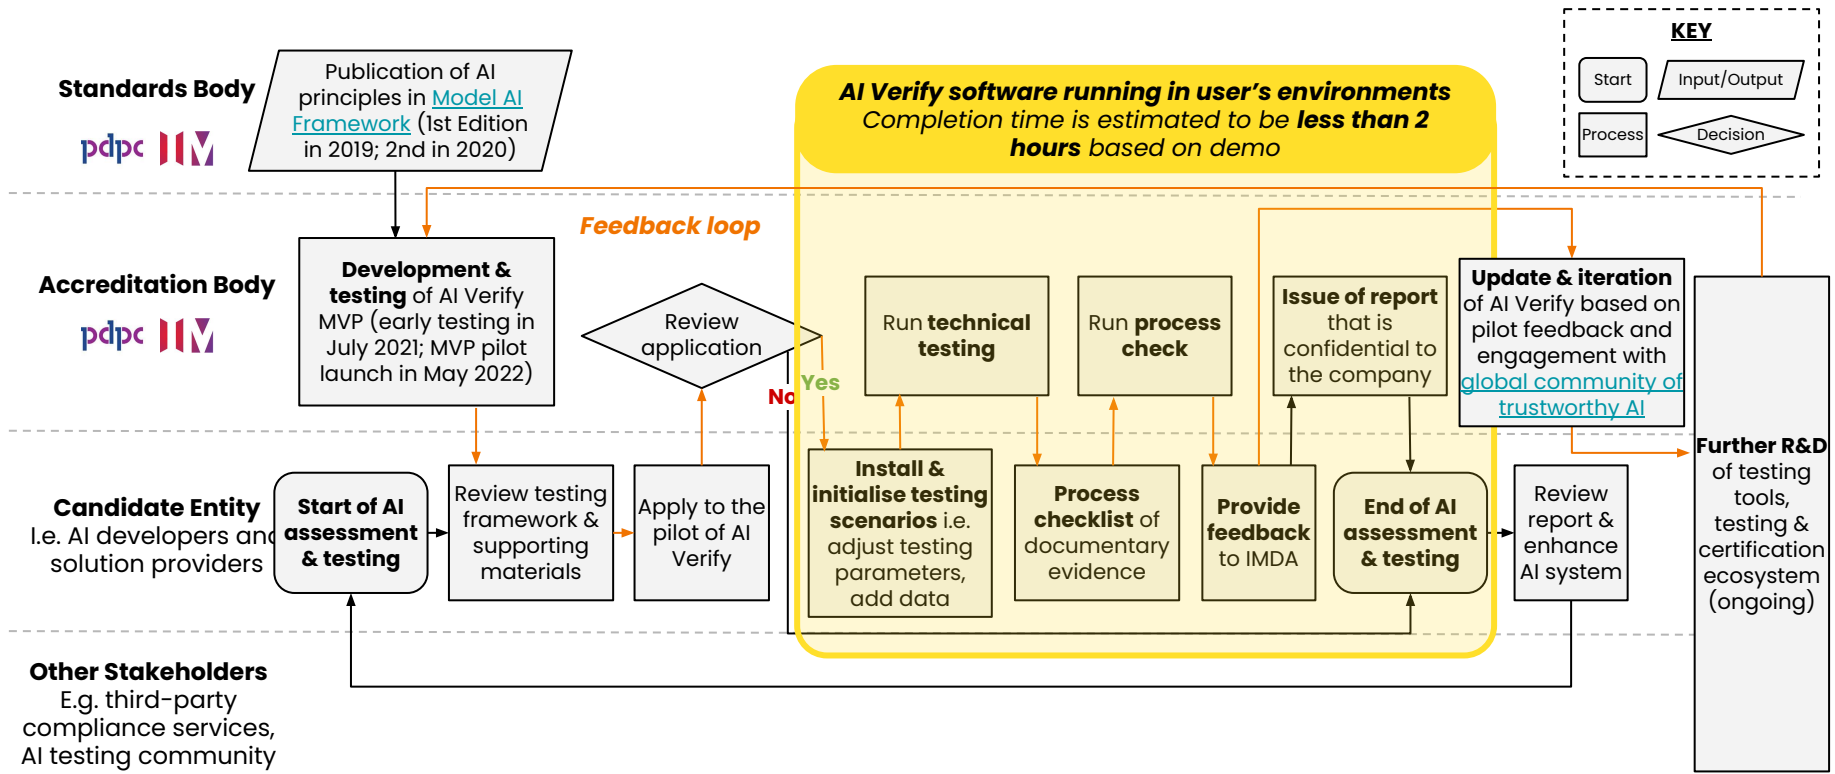 KEY
Start
Input/Output
Process
Decision
Standards Body
pdpc
Publication of AI
principles in Model AI
Framework (1st Edition
in 2019; 2nd in 2020)
AI Verify software running in user's environments
Completion time is estimated to be less than 2
hours based on demo
Feedback loop
Accreditation Body
pdpc
Development &
testing of AI Verify
MVP (early testing in
July 2021; MVP pilot
launch in May 2022)
Review
application
Yes
No
Run technical
testing
Run process
check
Issue of report
that is
confidential to
the company
Update & iteration
of AI Verify based on
pilot feedback and
engagement with
global community of
trustworthy AI
Candidate Entity
I.e. AI developers and
solution providers
Start of AI
assessment
& testing
Review testing
framework &
supporting
materials
Apply to the
pilot of AI
Verify
Install &
initialise testing
scenarios i.e.
adjust testing
parameters,
add data
Process
checklist of
documentary
evidence
Provide
feedback
to IMDA
End of AI
assessment
& testing
Review
report &
enhance
AI system
Further R&D
of testing
tools,
testing &
certification
ecosystem
(ongoing)
Other Stakeholders
E.g. third-party
compliance services,
AI testing community